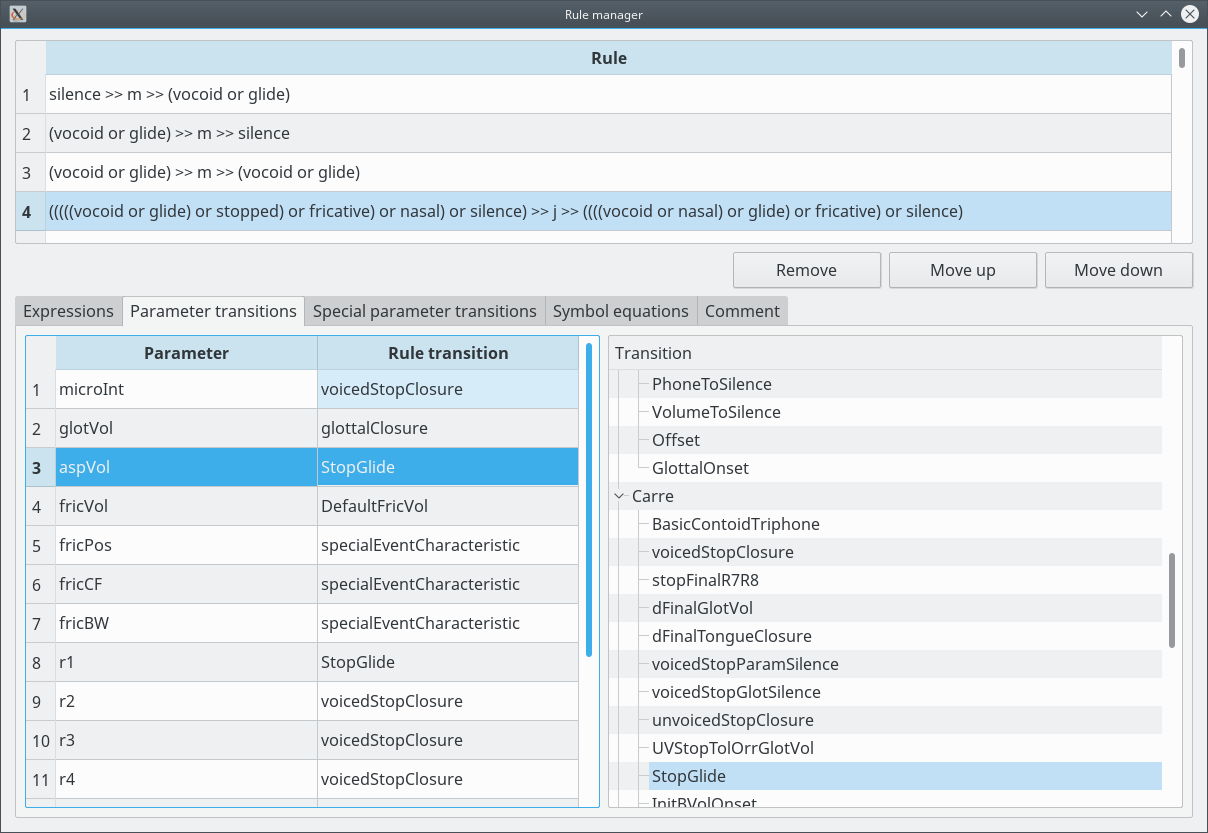 Rule manager
Rule
1 silence >> m >> (vocoid or glide)
2 (vocoid or glide) >> m >> silence
3 (vocoid or glide) >> m >> (vocoid or glide)
4 (((((vocoid or glide) or stopped) or fricative) or nasal) or silence) >> j >> ((((vocoid or nasal) or glide) or fricative) or silence)
Remove Move up Move down
Expressions Parameter transitions Special parameter transitions Symbol equations Comment
Parameter Rule transition
1 microInt voicedStopClosure
2 glotVol glottalClosure
3 aspVol StopGlide
4 fricVol DefaultFricVol
5 fricPos specialEventCharacteristic
6 fricCF specialEventCharacteristic
7 fricBW specialEventCharacteristic
8 r1 StopGlide
9 r2 voicedStopClosure
10 r3 voicedStopClosure
11 r4 voicedStopClosure
Transition
PhoneToSilence
VolumeToSilence
Offset
GlottalOnset
Carre
BasicContoidTriphone
voicedStopClosure
stopFinalR7R8
dFinalGlotVol
dFinalTongueClosure
voicedStopParamSilence
voicedStopGlotSilence
unvoicedStopClosure
UVStopTolOrrGlotVol
StopGlide
InitBVolOnset